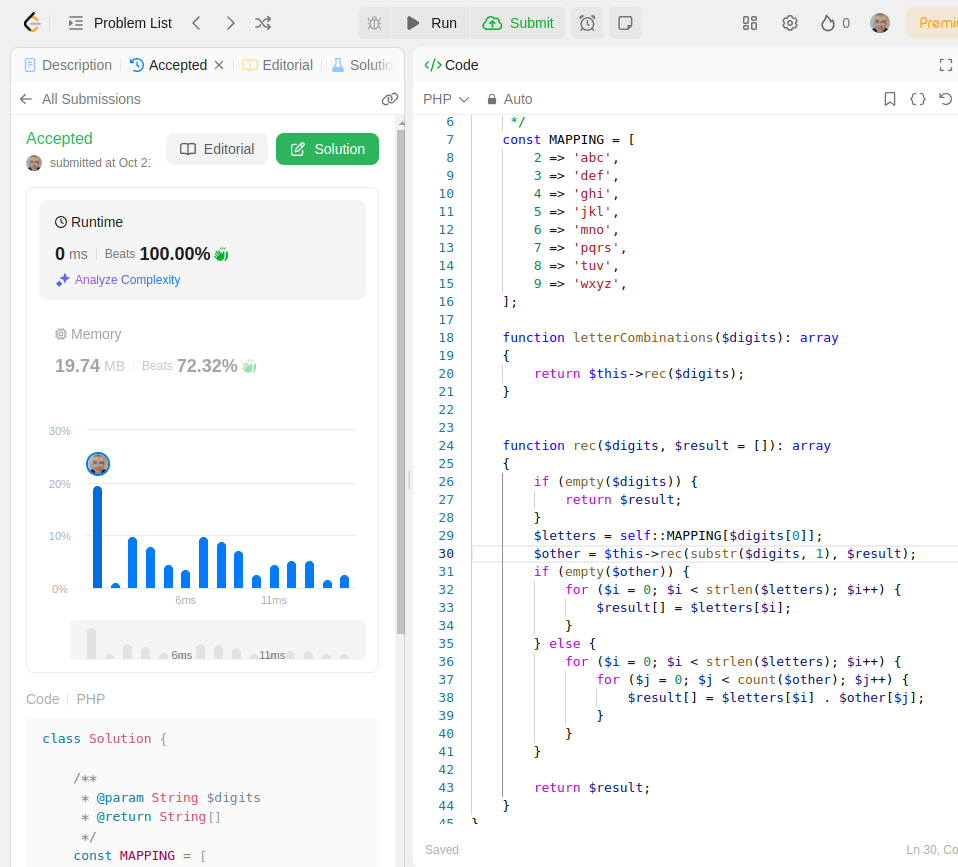 Problem List
Run
Submit
0
Premi
Description
Accepted
Editorial
Solutio
Code
All Submissions
PHP
Auto
Accepted
submitted at Oct 21
Editorial
Solution
Runtime
0 ms
Beats 100.00%
Analyze Complexity
Memory
19.74 MB
Beats 72.32%
30%
20%
10%
0%
6ms
11ms
6ms
11ms
Code
PHP
class Solution {
/**
* @param String $digits
* @return String[]
*/
const MAPPING = [
6 */
7 const MAPPING = [
8 2 => 'abc',
9 3 => 'def',
10 4 => 'ghi',
11 5 => 'jkl',
12 6 => 'mno',
13 7 => 'pqrs',
14 8 => 'tuv',
15 9 => 'wxyz',
16 ];
17
18 function letterCombinations($digits): array
19 {
20 return $this->rec($digits);
21 }
22
23
24 function rec($digits, $result = []): array
25 {
26 if (empty($digits)) {
27 return $result;
28 }
29 $letters = self::MAPPING[$digits[0]];
30 $other = $this->rec(substr($digits, 1), $result);
31 if (empty($other)) {
32 for ($i = 0; $i < strlen($letters); $i++) {
33 $result[] = $letters[$i];
34 }
35 } else {
36 for ($i = 0; $i < strlen($letters); $i++) {
37 for ($j = 0; $j < count($other); $j++) {
38 $result[] = $letters[$i] . $other[$j];
39 }
40 }
41 }
42
43 return $result;
44 }
45 }
Saved
Ln 30, Co